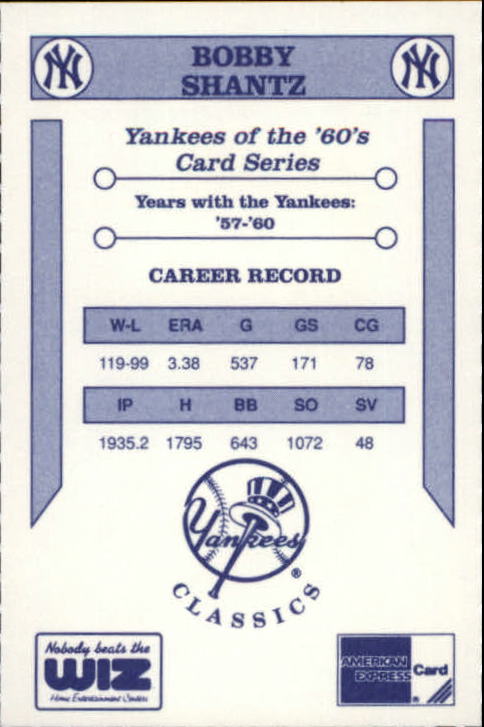 NY
BOBBY
NY
SHANTZ
Yankees of the '60's
Card Series
Years with the Yankees:
'57-'60
CAREER RECORD
W-L ERA G GS CG
119-99 3.38 537 171 78
IP H BB SO SV
1935.2 1795 643 1072 48
Yankees
®
CLASSICS
Nobody beats the
WIZ
Home Entertainment Centers
AMERICAN
EXPRESS
®
Card